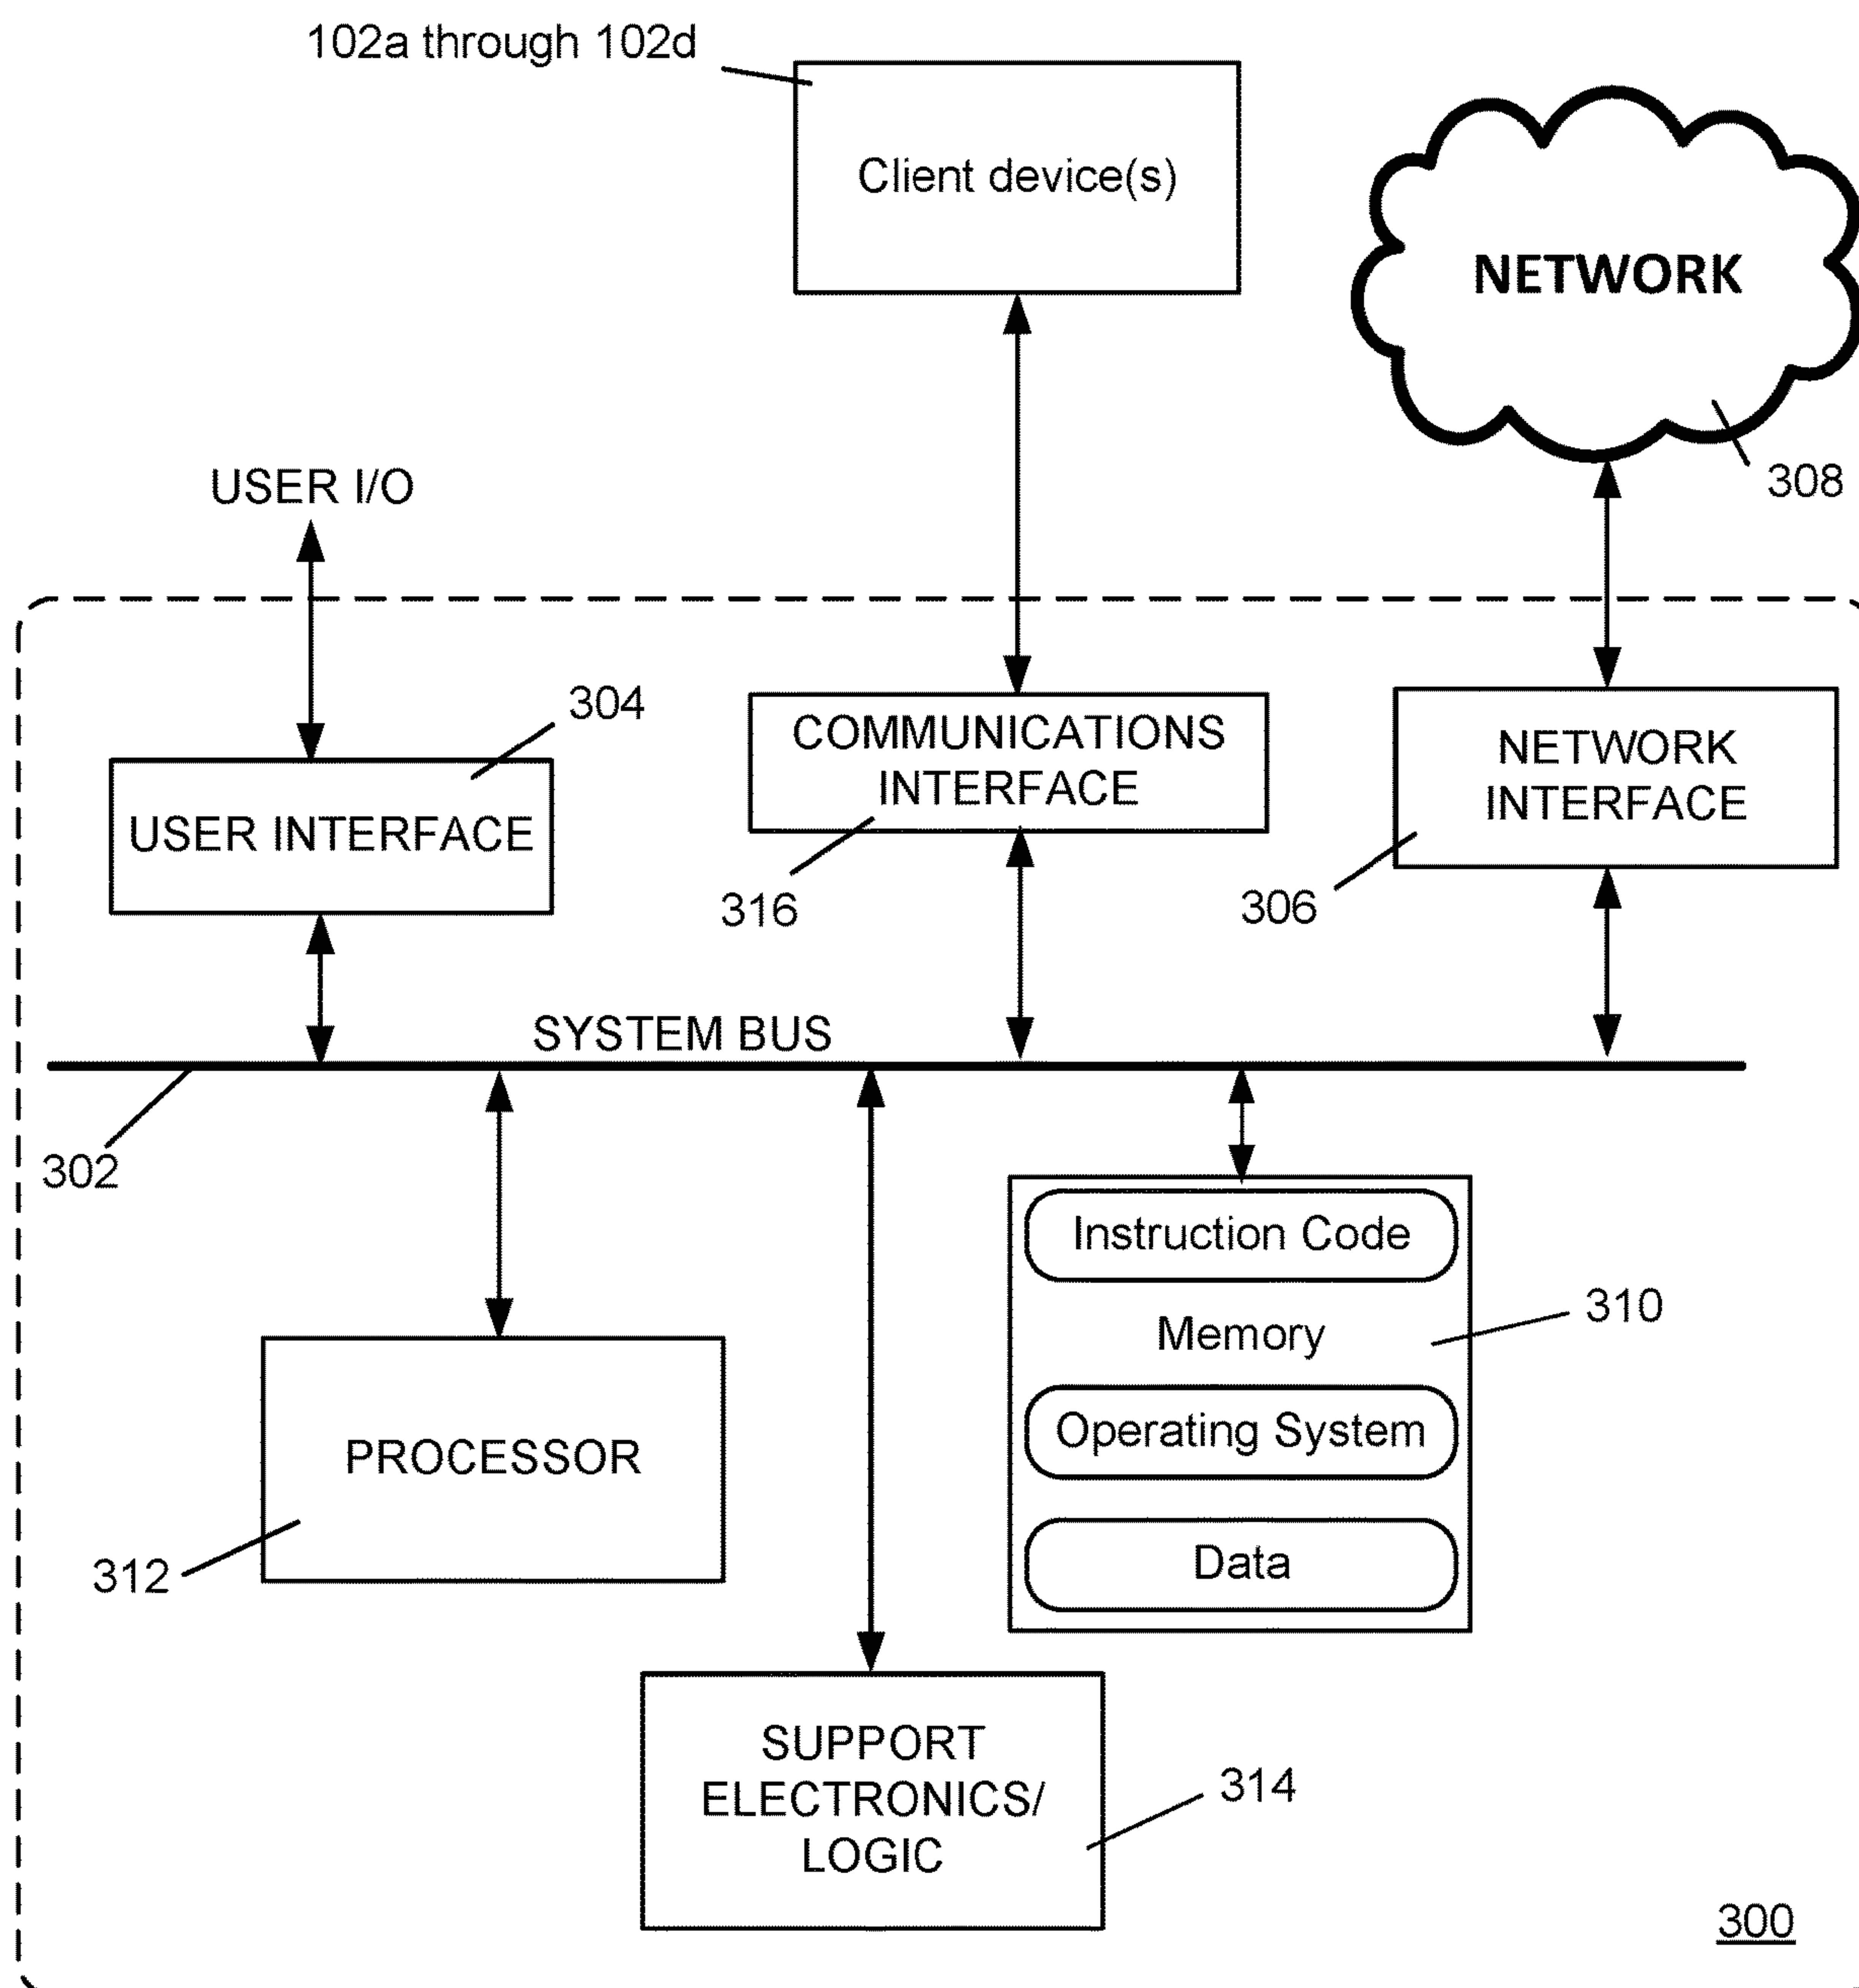 102a through 102d
Client device(s)
NETWORK
308
USER I/O
304
USER INTERFACE
COMMUNICATIONS
INTERFACE
316
NETWORK
INTERFACE
306
SYSTEM BUS
302
Instruction Code
Memory
310
Operating System
Data
PROCESSOR
312
SUPPORT
ELECTRONICS/
LOGIC
314
300